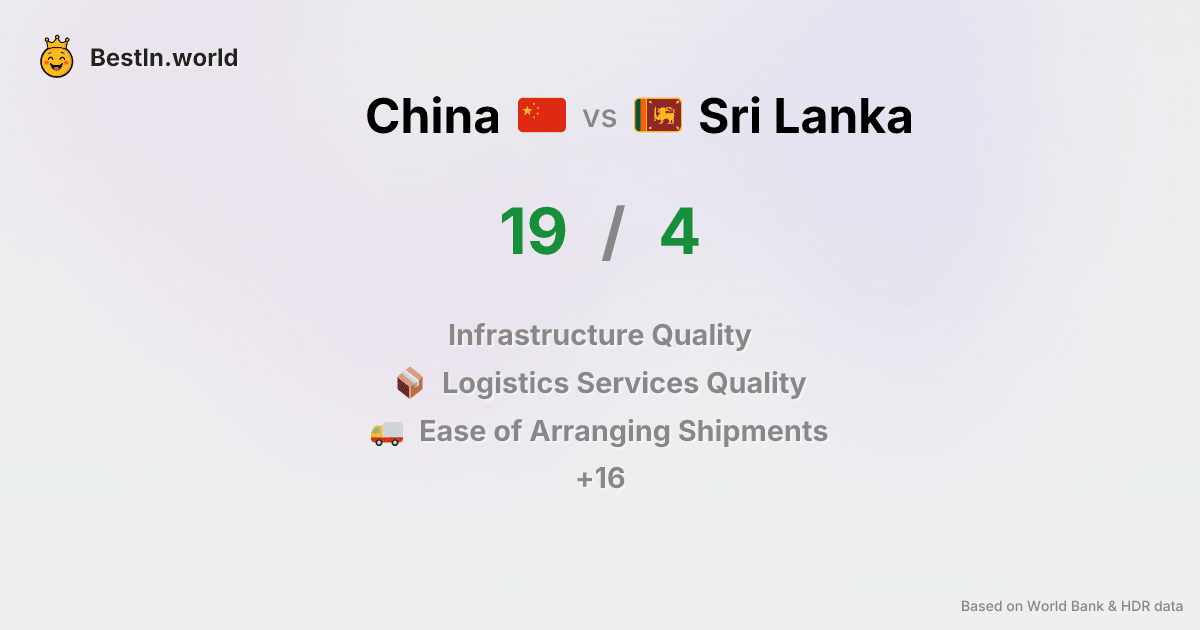 BestIn.world
China vs Sri Lanka
19 / 4
Infrastructure Quality
Logistics Services Quality
Ease of Arranging Shipments
+16
Based on World Bank & HDR data